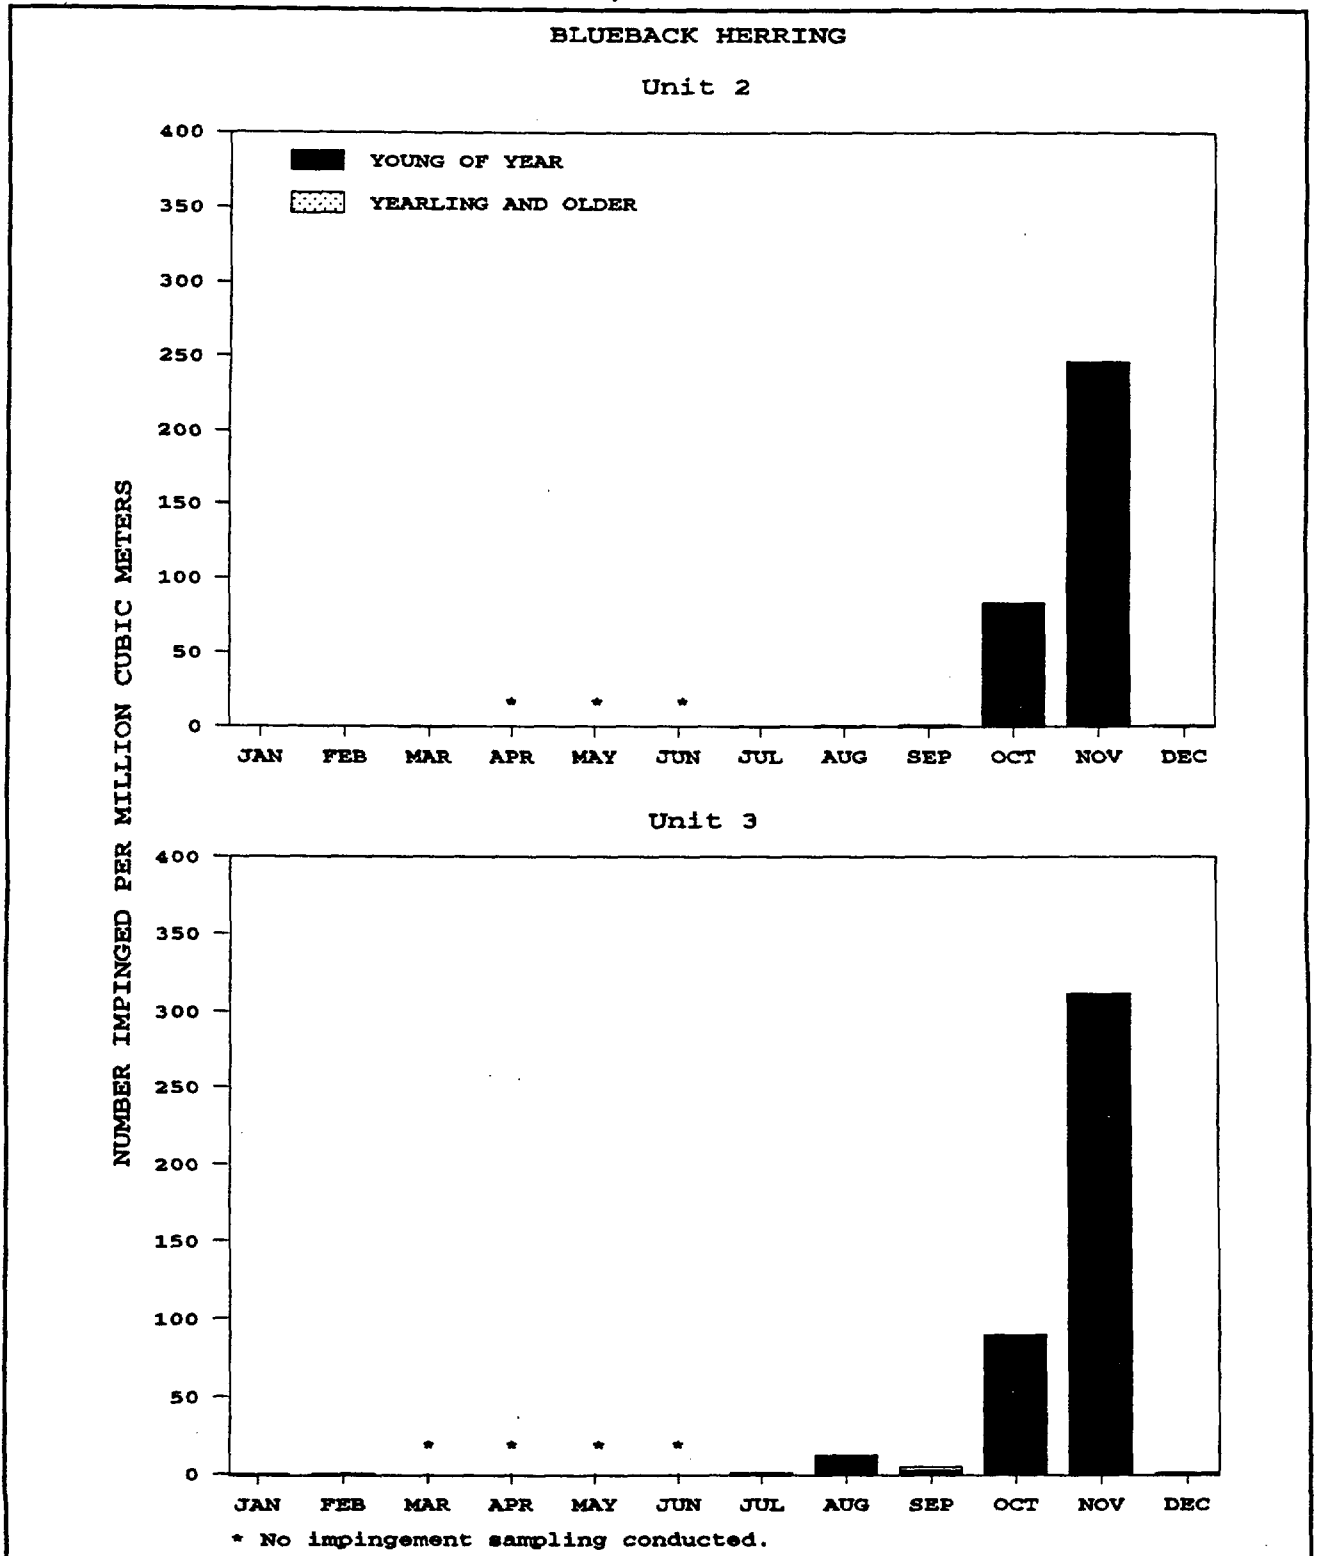 BLUEBACK HERRING
Unit 2
400
350
300
250
200
150
100
50
0
YOUNG OF YEAR
YEARLING AND OLDER
* * *
JAN FEB MAR APR MAY JUN JUL AUG SEP OCT NOV DEC
NUMBER IMPINGED PER MILLION CUBIC METERS
Unit 3
400
350
300
250
200
150
100
50
0
* * * *
JAN FEB MAR APR MAY JUN JUL AUG SEP OCT NOV DEC
* No impingement sampling conducted.